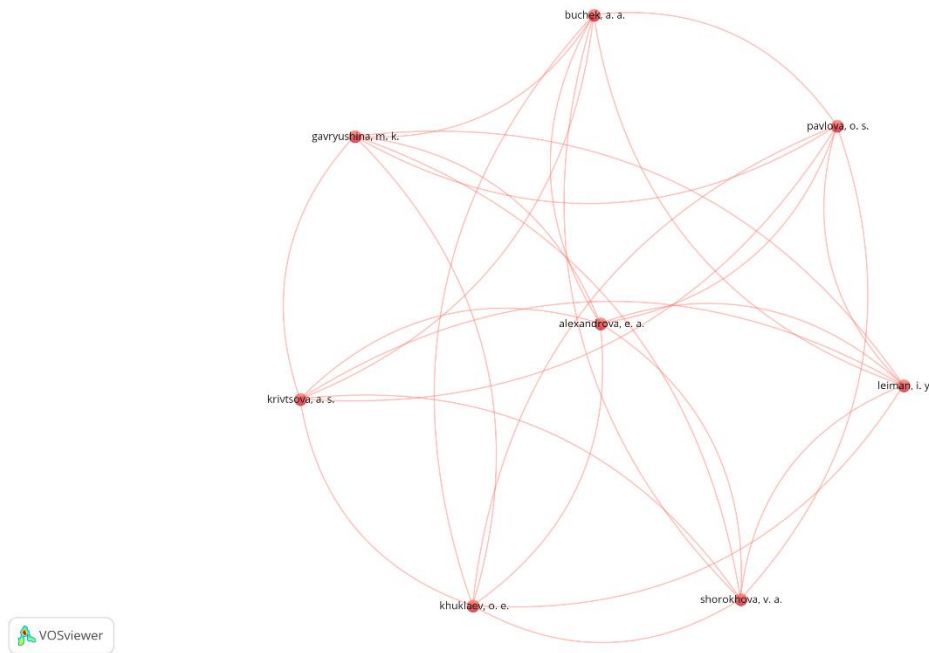 buchek, a. a.
pavlova, o. s.
gavryushina, m. k.
alexandrova, e. a.
leiman, i. y
krivtsova, a. s.
shorokhova, v. a.
khuklaev, o. e.
VOSviewer